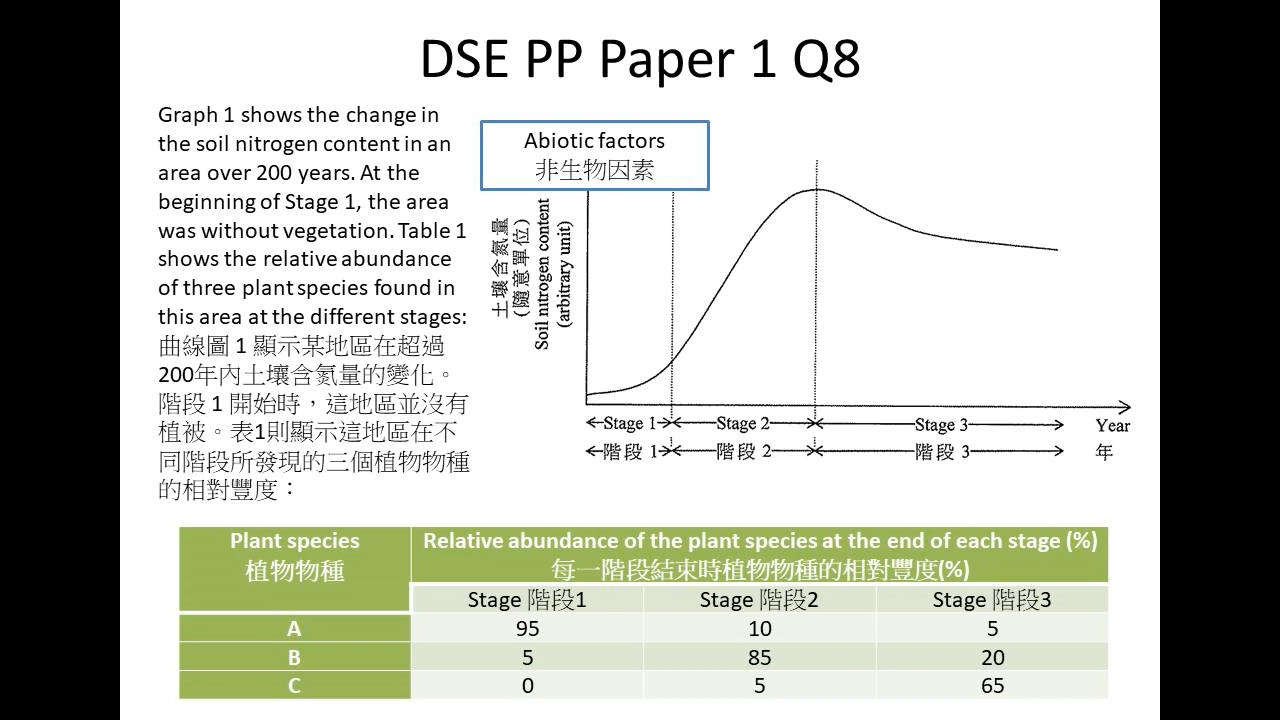 DSE PP Paper 1 Q8
Graph 1 shows the change in
the soil nitrogen content in an
area over 200 years. At the
beginning of Stage 1, the area
was without vegetation. Table 1
shows the relative abundance
of three plant species found in
this area at the different stages:
曲線圖 1 顯示某地區在超過
200年內土壤含氮量的變化。
階段 1 開始時，這地區並沒有
植被。表1則顯示這地區在不
同階段所發現的三個植物物種
的相對豐度：
Abiotic factors
非生物因素
土壤含氮量
(隨意單位)
Soil nitrogen content
(arbitrary unit)
Stage 1 Stage 2 Stage 3 Year
階段 1 階段 2 階段 3 年
Plant species Relative abundance of the plant species at the end of each stage (%)
植物物種 每一階段結束時植物物種的相對豐度(%)
Stage 階段1 Stage 階段2 Stage 階段3
A 95 10 5
B 5 85 20
C 0 5 65